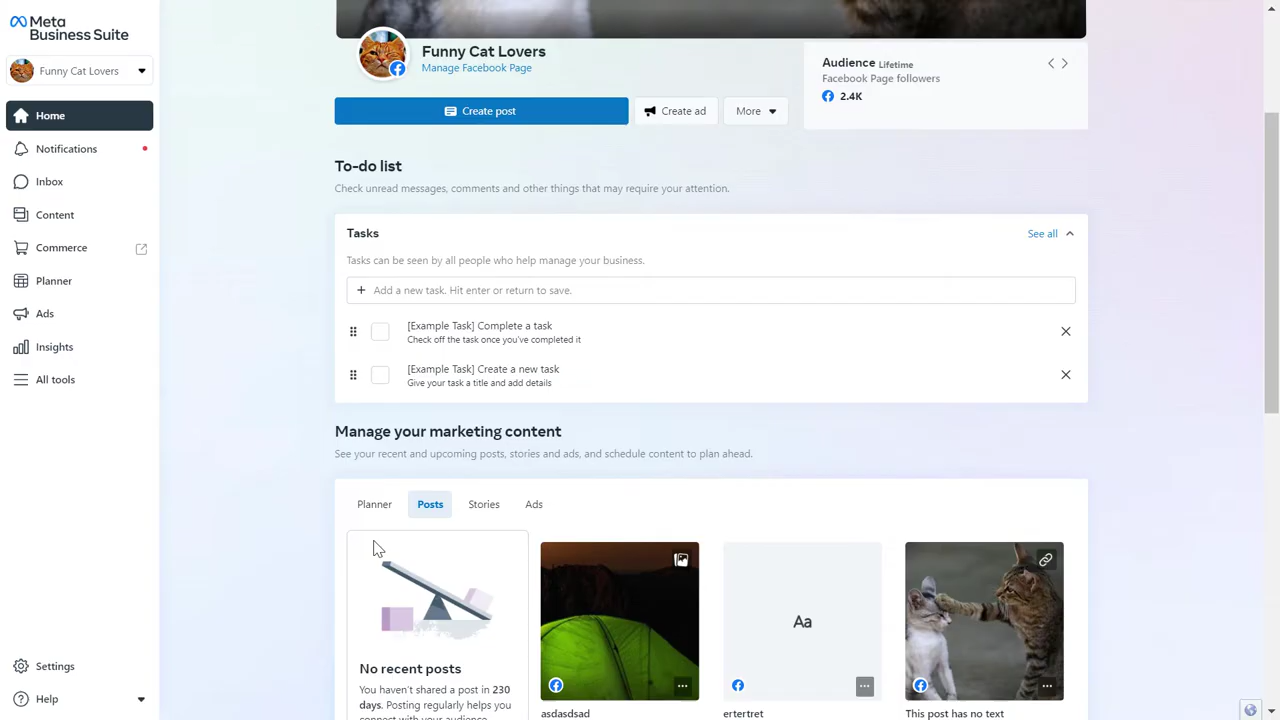 Meta
Business Suite
Funny Cat Lovers
Home
Notifications
Inbox
Content
Commerce
Planner
Ads
Insights
All tools
Settings
Help
Funny Cat Lovers
Manage Facebook Page
Create post
Create ad
More
Audience Lifetime
Facebook Page followers
2.4K
To-do list
Check unread messages, comments and other things that may require your attention.
Tasks
See all
Tasks can be seen by all people who help manage your business.
+ Add a new task. Hit enter or return to save.
[Example Task] Complete a task
Check off the task once you've completed it
[Example Task] Create a new task
Give your task a title and add details
Manage your marketing content
See your recent and upcoming posts, stories and ads, and schedule content to plan ahead.
Planner
Posts
Stories
Ads
No recent posts
You haven't shared a post in 230
days. Posting regularly helps you
connect with your audience
asdasdsad
Aa
ertertret
This post has no text